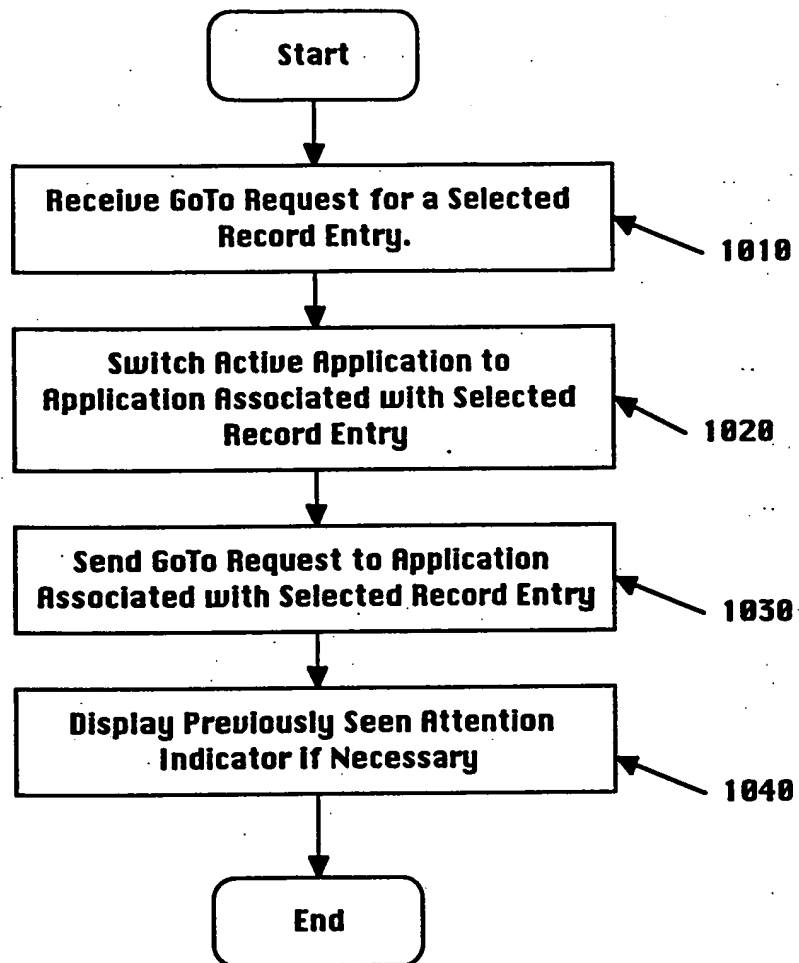 Start
Receive GoTo Request for a Selected
Record Entry.
1010
Switch Active Application to
Application Associated with Selected
Record Entry
1020
Send GoTo Request to Application
Associated with Selected Record Entry
1030
Display Previously Seen Attention
Indicator if Necessary
1040
End